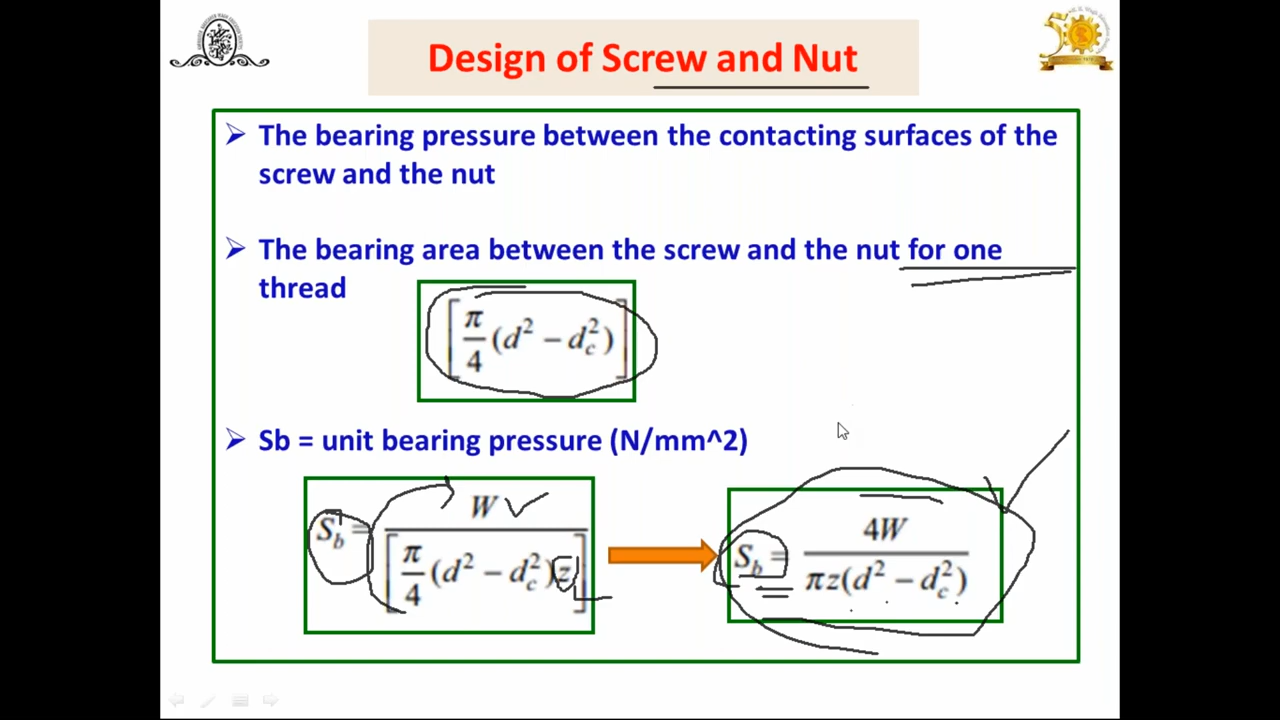 Design of Screw and Nut
➢ The bearing pressure between the contacting surfaces of the
screw and the nut
➢ The bearing area between the screw and the nut for one
thread
[π/4 (d² − d_c²)]
➢ Sb = unit bearing pressure (N/mm^2)
S_b = W / [π/4 (d² − d_c²)z]
S_b = 4W / πz(d² − d_c²)